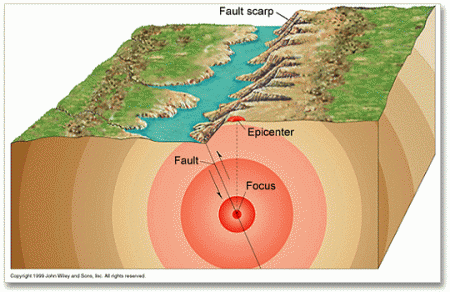 Fault scarp
Epicenter
Fault
Focus
Copyright 1999 John Wiley and Sons, Inc. All rights reserved.